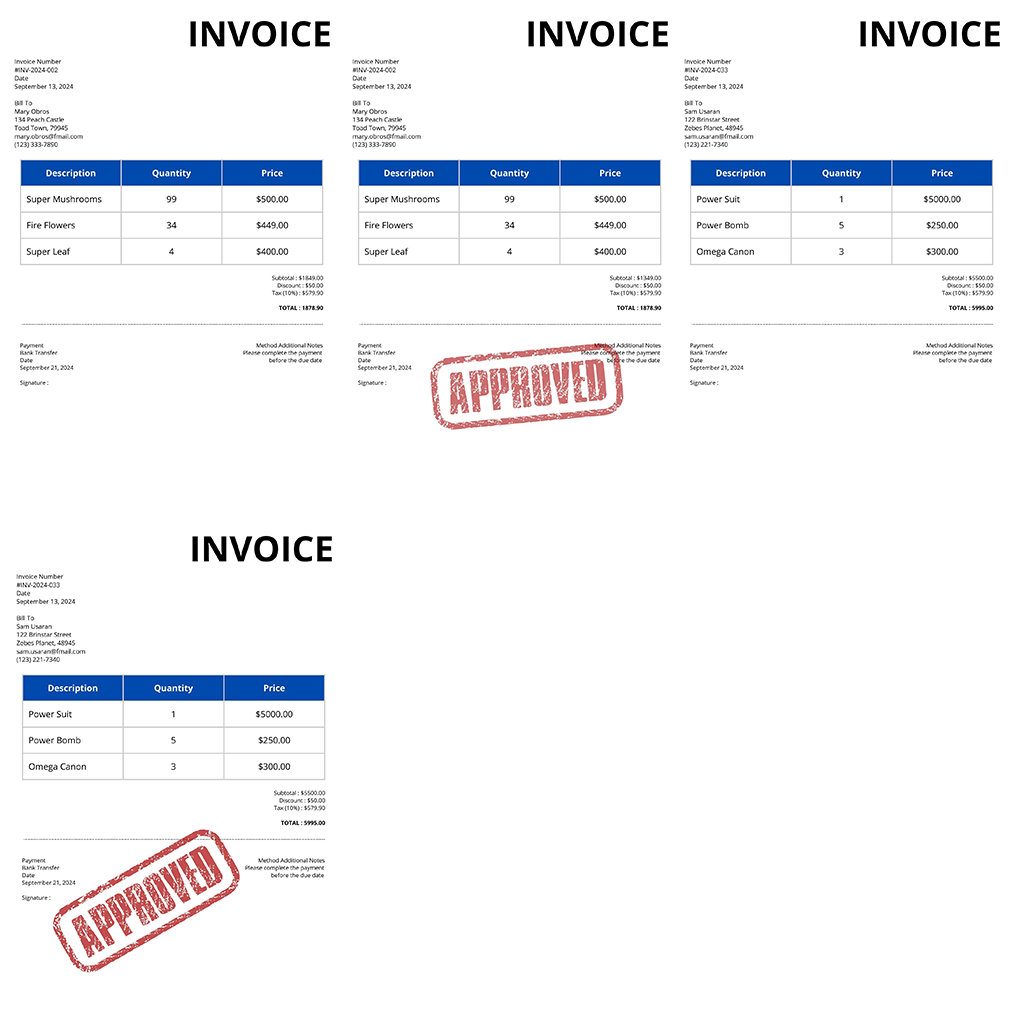 INVOICE
Invoice Number
#INV-2024-002
Date
September 13, 2024
Bill To
Mary Obros
134 Peach Castle
Toad Town, 79945
mary.obros@fmail.com
(123) 333-7890
Description Quantity Price
Super Mushrooms 99 $500.00
Fire Flowers 34 $449.00
Super Leaf 4 $400.00
Subtotal : $1849.00
Discount : $50.00
Tax (10%) : $579.90
TOTAL : 1878.90
Payment
Bank Transfer
Date
September 21, 2024
Signature :
Method Additional Notes
Please complete the payment
before the due date
INVOICE
Invoice Number
#INV-2024-002
Date
September 13, 2024
Bill To
Mary Obros
134 Peach Castle
Toad Town, 79945
mary.obros@fmail.com
(123) 333-7890
Description Quantity Price
Super Mushrooms 99 $500.00
Fire Flowers 34 $449.00
Super Leaf 4 $400.00
Subtotal : $1349.00
Discount : $50.00
Tax (10%) : $579.90
TOTAL : 1878.90
Payment
Bank Transfer
Date
September 21, 2024
Signature :
Method Additional Notes
Please complete the payment
before the due date
APPROVED
INVOICE
Invoice Number
#INV-2024-033
Date
September 13, 2024
Bill To
Sam Usaran
122 Brinstar Street
Zebes Planet, 48945
sam.usaran@fmail.com
(123) 221-7340
Description Quantity Price
Power Suit 1 $5000.00
Power Bomb 5 $250.00
Omega Canon 3 $300.00
Subtotal : $5500.00
Discount : $50.00
Tax (10%) : $579.90
TOTAL : 5995.00
Payment
Bank Transfer
Date
September 21, 2024
Signature :
Method Additional Notes
Please complete the payment
before the due date
INVOICE
Invoice Number
#INV-2024-033
Date
September 13, 2024
Bill To
Sam Usaran
122 Brinstar Street
Zebes Planet, 48945
sam.usaran@fmail.com
(123) 221-7340
Description Quantity Price
Power Suit 1 $5000.00
Power Bomb 5 $250.00
Omega Canon 3 $300.00
Subtotal : $5500.00
Discount : $50.00
Tax (10%) : $579.90
TOTAL : 5995.00
Payment
Bank Transfer
Date
September 21, 2024
Signature :
Method Additional Notes
Please complete the payment
before the due date
APPROVED